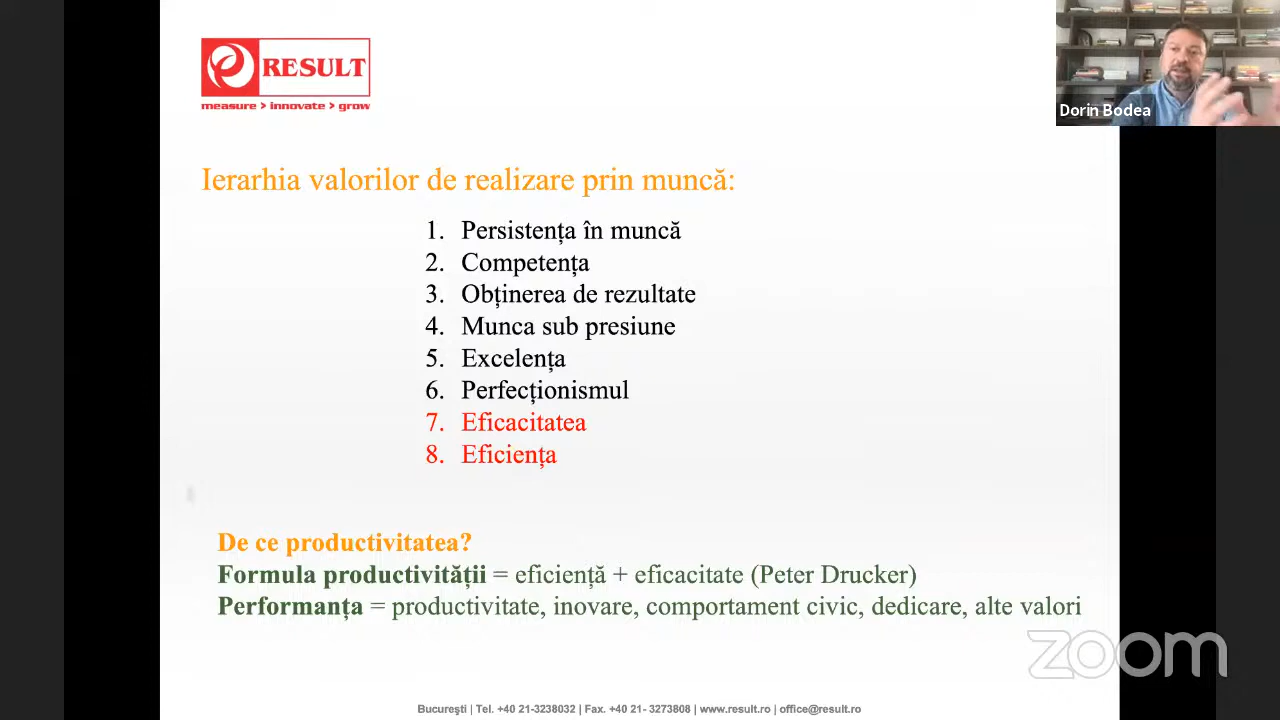 RESULT
measure > innovate > grow
Dorin Bodea
Ierarhia valorilor de realizare prin muncă:
1. Persistența în muncă
2. Competența
3. Obținerea de rezultate
4. Munca sub presiune
5. Excelența
6. Perfecționismul
7. Eficacitatea
8. Eficiența
De ce productivitatea?
Formula productivității = eficiență + eficacitate (Peter Drucker)
Performanța = productivitate, inovare, comportament civic, dedicare, alte valori
zoom
Bucureşti | Tel. +40 21-3238032 | Fax. +40 21- 3273808 | www.result.ro | office@result.ro